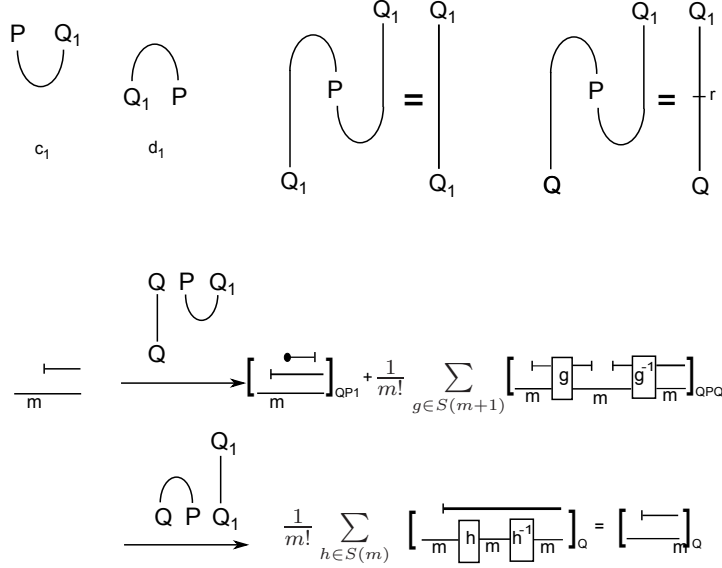 P Q₁
c₁
Q₁ P
d₁
Q₁ Q₁
P =
Q₁ Q₁
Q₁ Q₁
P = r
Q Q
Q P Q₁
Q
m
[ m ]QP1 + 1/m! ∑ g∈S(m+1) [ m g m g⁻¹ m ]QPQ
Q₁
Q P Q₁
1/m! ∑ h∈S(m) [ m h m h⁻¹ m ]Q = [ m ]Q